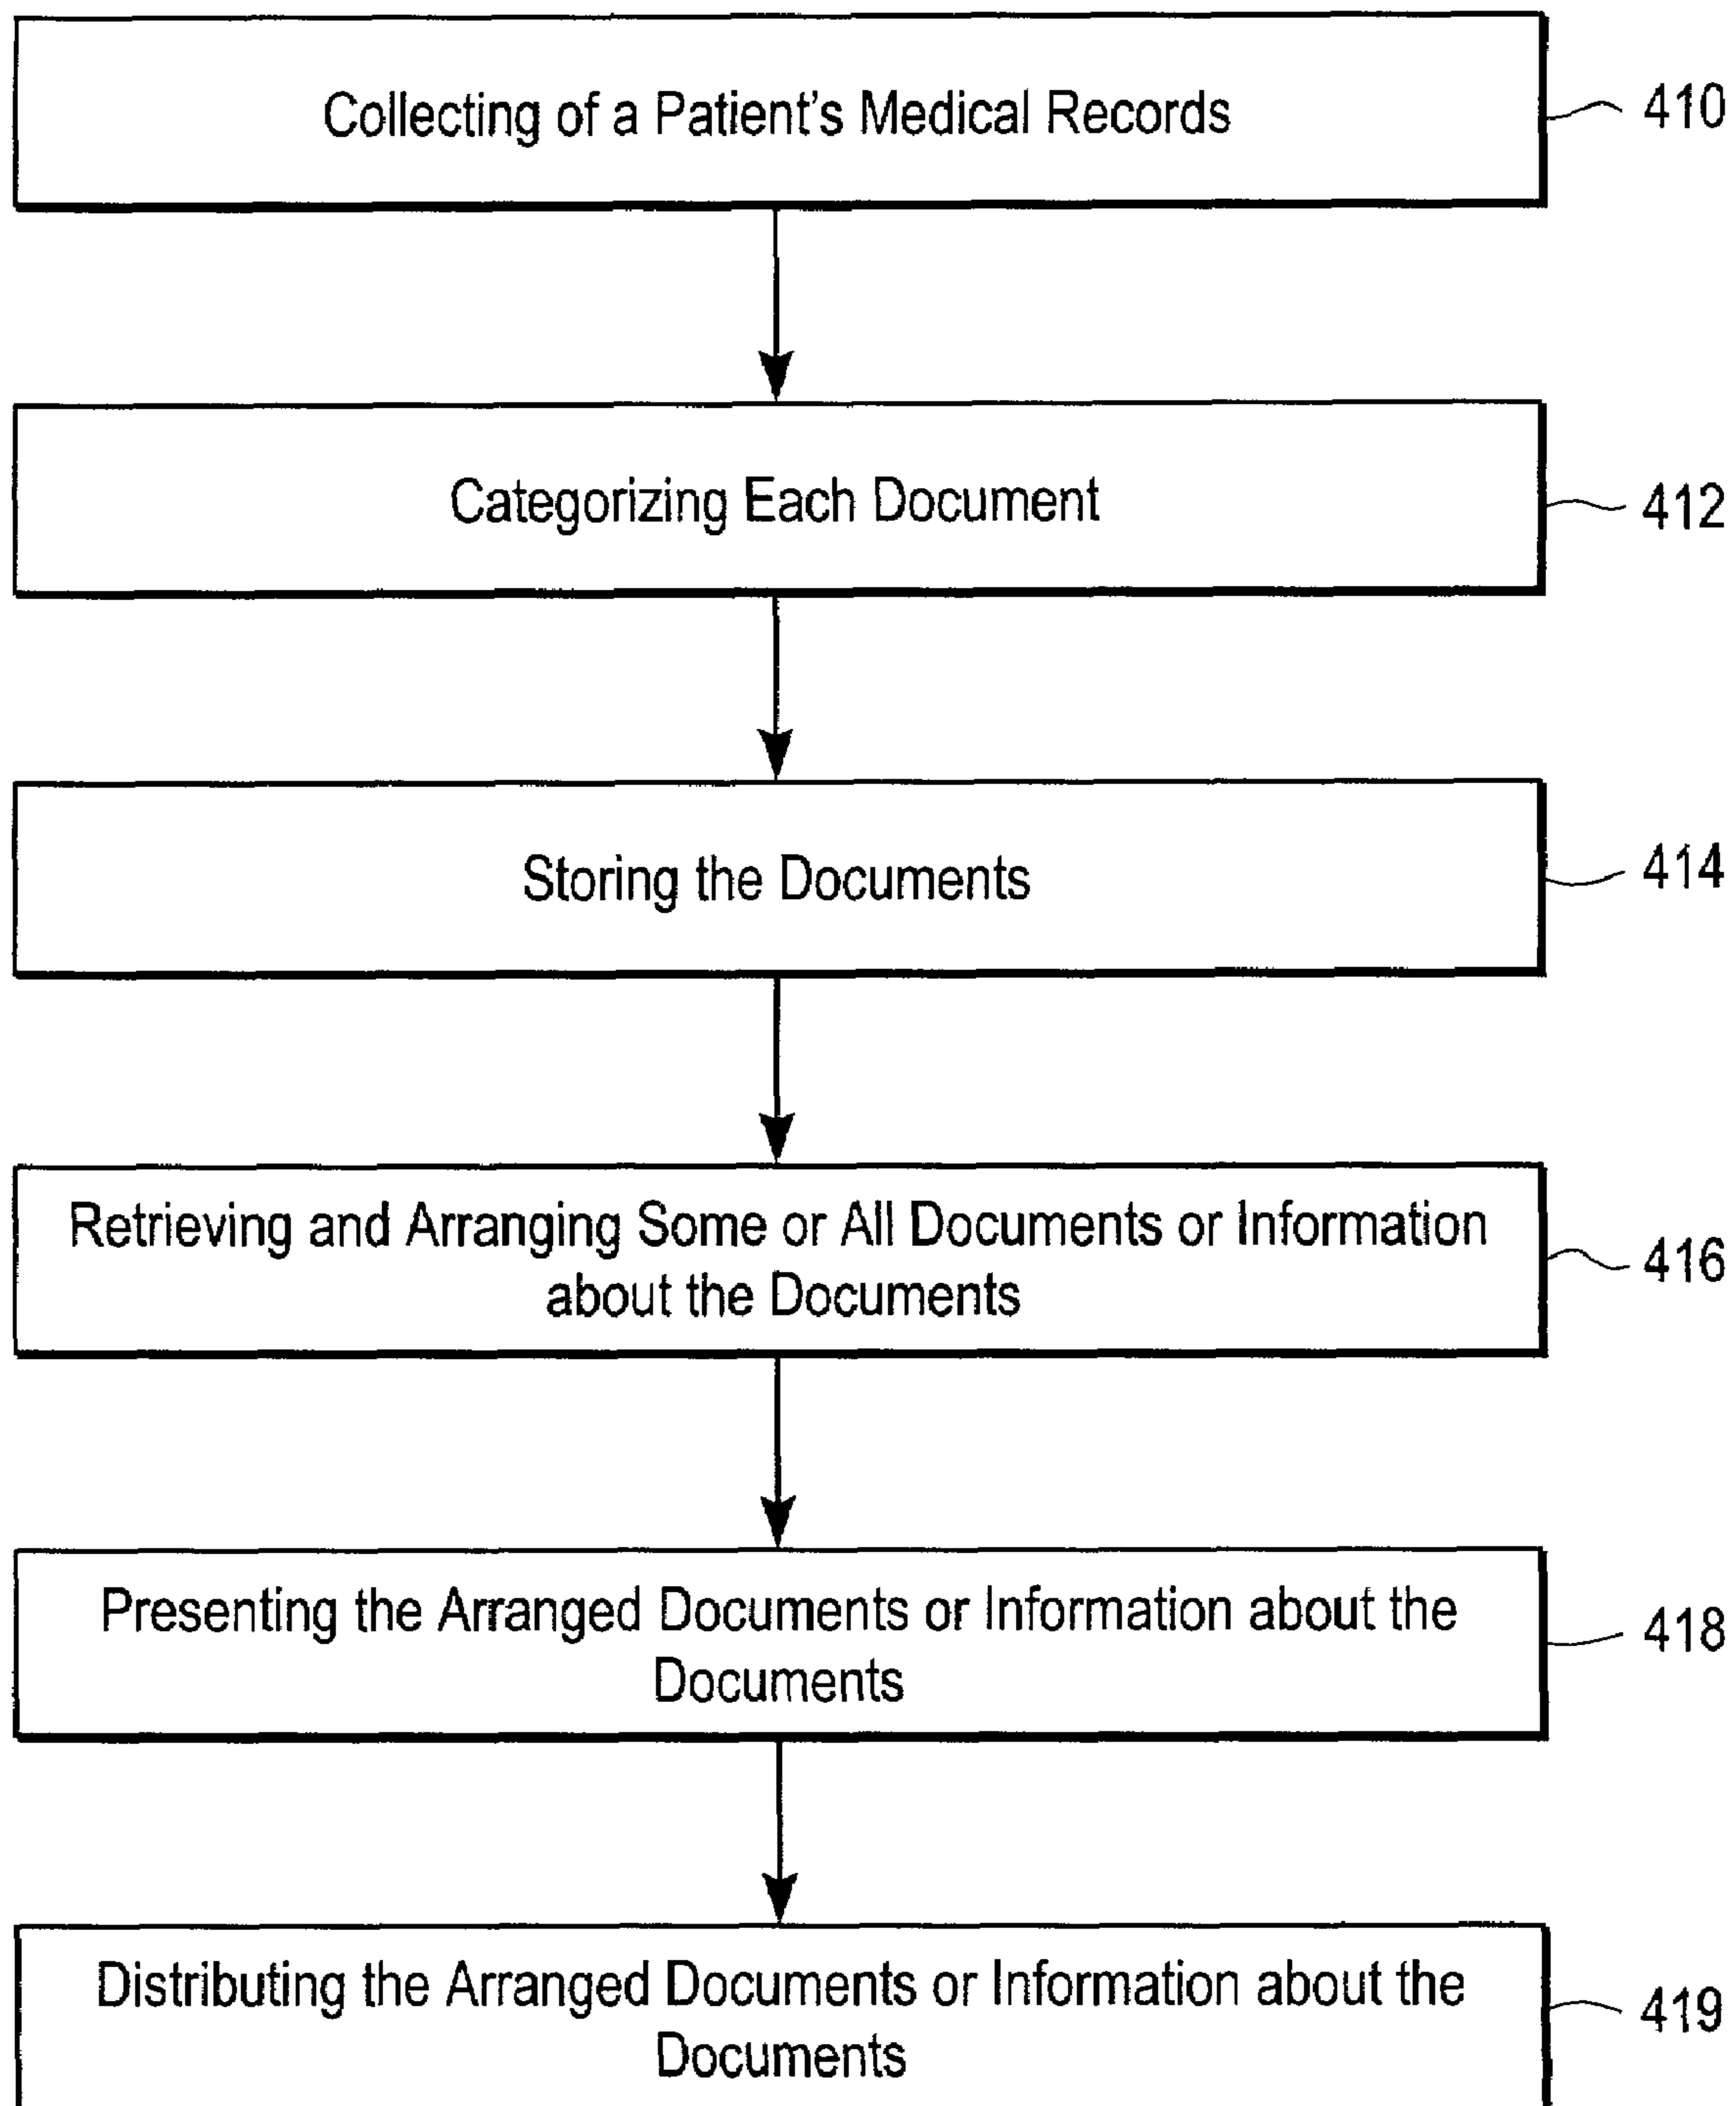 Collecting of a Patient's Medical Records
410
Categorizing Each Document
412
Storing the Documents
414
Retrieving and Arranging Some or All Documents or Information
about the Documents
416
Presenting the Arranged Documents or Information about the
Documents
418
Distributing the Arranged Documents or Information about the
Documents
419